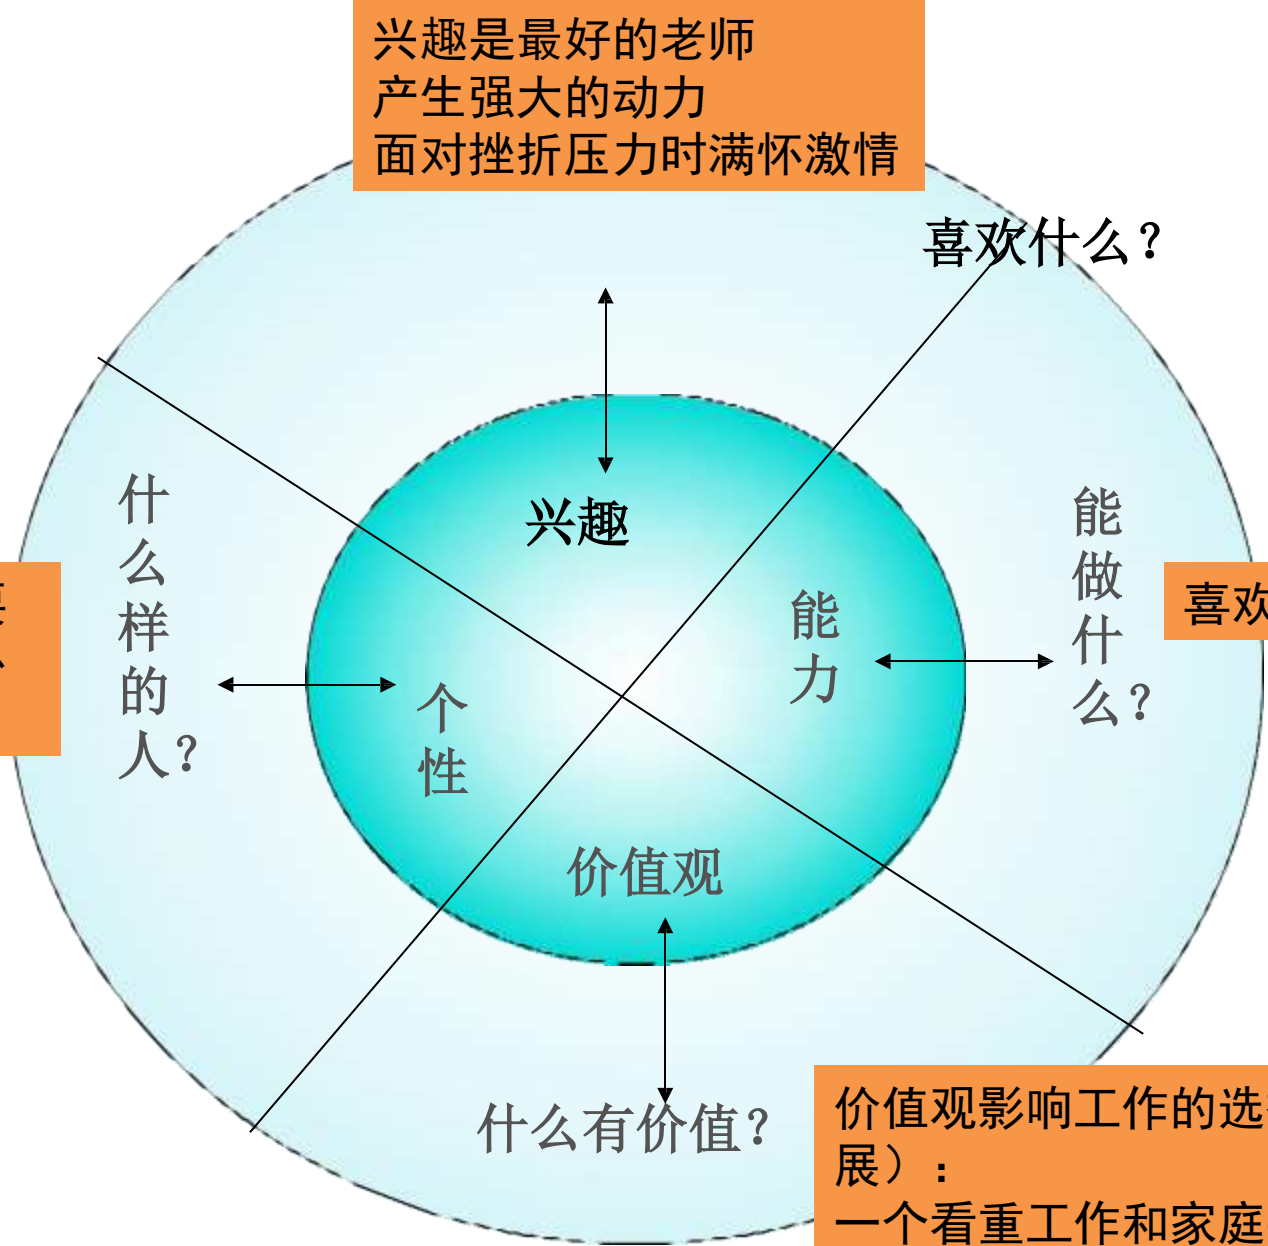 兴趣是最好的老师
产生强大的动力
面对挫折压力时满怀激情
喜欢什么？
兴趣
什么样的人？
个性
能力
能做什么？
喜欢
价值观
什么有价值？
价值观影响工作的选
展）：
一个看重工作和家庭